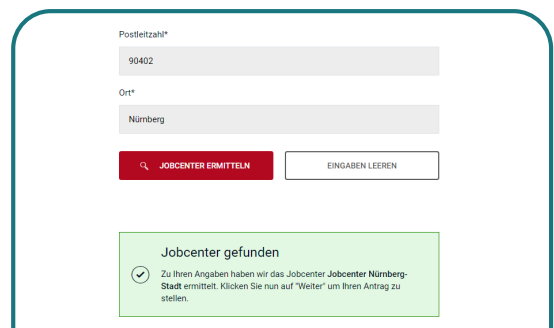 Postleitzahl*
90402
Ort*
Nürnberg
JOBCENTER ERMITTELN
EINGABEN LEEREN
Jobcenter gefunden
Zu Ihren Angaben haben wir das Jobcenter Jobcenter Nürnberg-
Stadt ermittelt. Klicken Sie nun auf "Weiter" um Ihren Antrag zu
stellen.